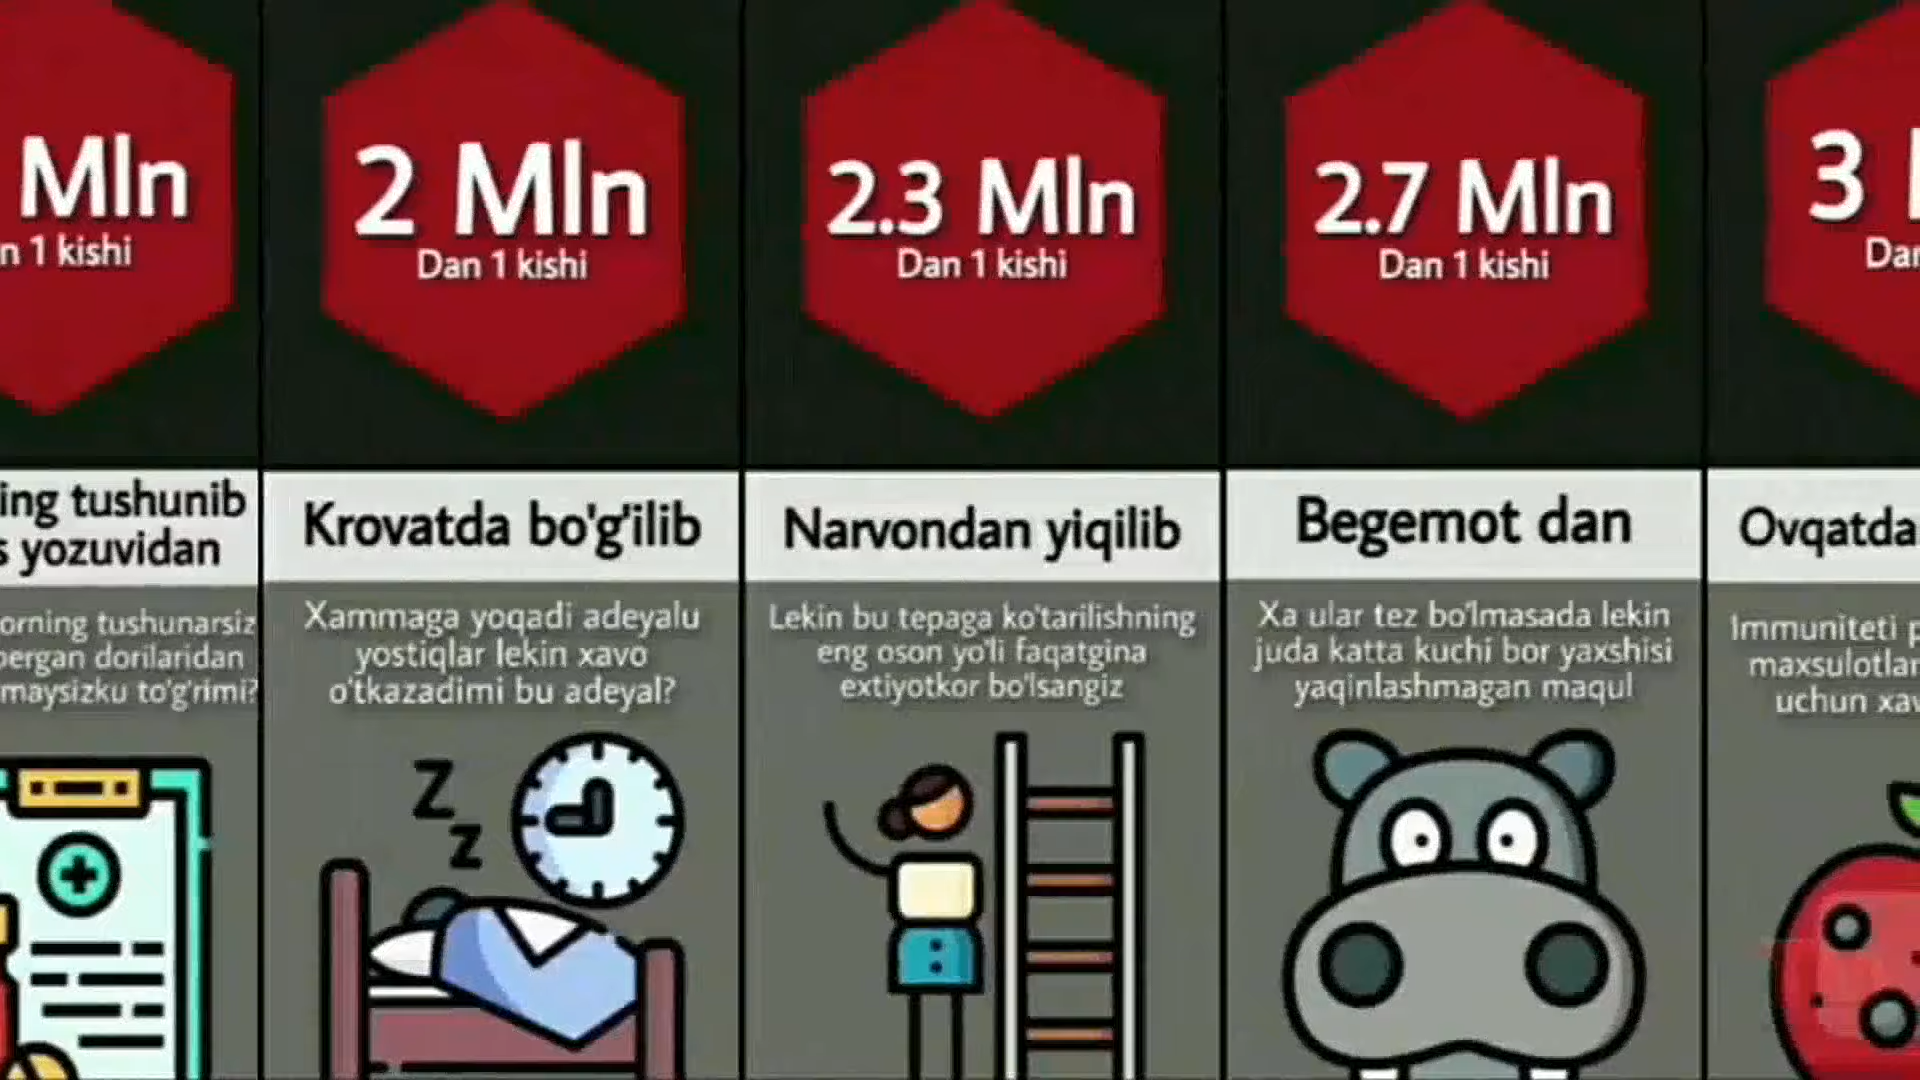 Mln
n 1 kishi
ing tushunib
s yozuvidan
orning tushunarsiz
bergan dorilaridan
maysizku to'g'rimi?
2 Mln
Dan 1 kishi
Krovatda bo'g'ilib
Xammaga yoqadi adeyalu
yostiqlar lekin xavo
o'tkazadimi bu adeyal?
Z
z
2.3 Mln
Dan 1 kishi
Narvondan yiqilib
Lekin bu tepaga ko'tarilishning
eng oson yo'li faqatgina
extiyotkor bo'lsangiz
2.7 Mln
Dan 1 kishi
Begemot dan
Xa ular tez bo'lmasada lekin
juda katta kuchi bor yaxshisi
yaqinlashmagan maqul
3
Dan
Ovqatda
Immuniteti p
maxsulotlar
uchun xav